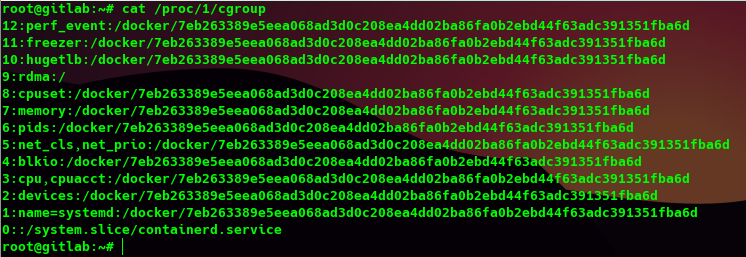 root@gitlab:~# cat /proc/1/cgroup
12:perf_event:/docker/7eb263389e5eea068ad3d0c208ea4dd02ba86fa0b2ebd44f63adc391351fba6d
11:freezer:/docker/7eb263389e5eea068ad3d0c208ea4dd02ba86fa0b2ebd44f63adc391351fba6d
10:hugetlb:/docker/7eb263389e5eea068ad3d0c208ea4dd02ba86fa0b2ebd44f63adc391351fba6d
9:rdma:/
8:cpuset:/docker/7eb263389e5eea068ad3d0c208ea4dd02ba86fa0b2ebd44f63adc391351fba6d
7:memory:/docker/7eb263389e5eea068ad3d0c208ea4dd02ba86fa0b2ebd44f63adc391351fba6d
6:pids:/docker/7eb263389e5eea068ad3d0c208ea4dd02ba86fa0b2ebd44f63adc391351fba6d
5:net_cls,net_prio:/docker/7eb263389e5eea068ad3d0c208ea4dd02ba86fa0b2ebd44f63adc391351fba6d
4:blkio:/docker/7eb263389e5eea068ad3d0c208ea4dd02ba86fa0b2ebd44f63adc391351fba6d
3:cpu,cpuacct:/docker/7eb263389e5eea068ad3d0c208ea4dd02ba86fa0b2ebd44f63adc391351fba6d
2:devices:/docker/7eb263389e5eea068ad3d0c208ea4dd02ba86fa0b2ebd44f63adc391351fba6d
1:name=systemd:/docker/7eb263389e5eea068ad3d0c208ea4dd02ba86fa0b2ebd44f63adc391351fba6d
0::/system.slice/containerd.service
root@gitlab:~#